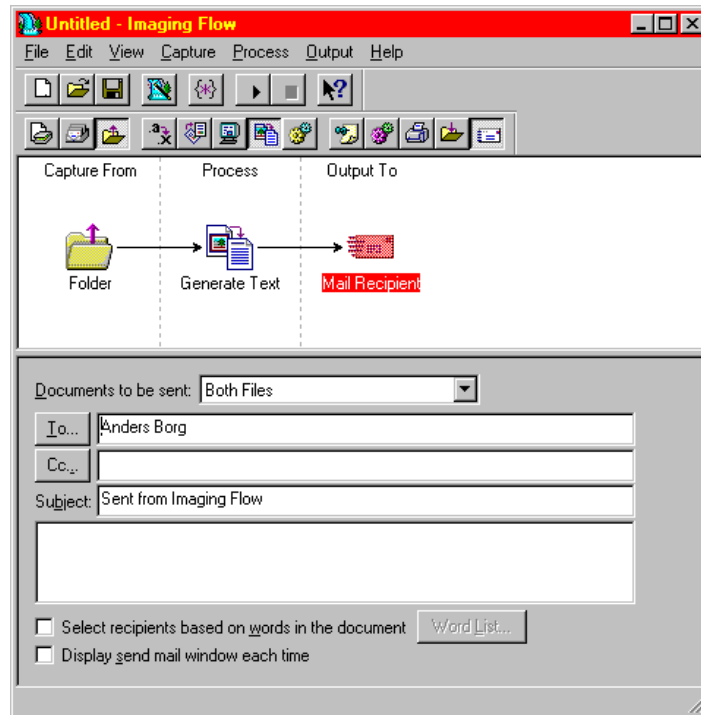 Untitled - Imaging Flow
File Edit View Capture Process Output Help
Capture From Process Output To
Folder Generate Text Mail Recipient
Documents to be sent: Both Files
To... Anders Borg
Cc...
Subject: Sent from Imaging Flow
Select recipients based on words in the document Word List...
Display send mail window each time